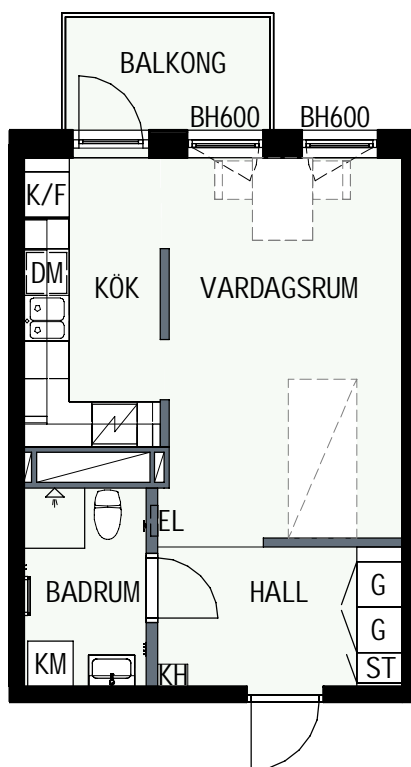 BALKONG
BH600 BH600
K/F
DM
KÖK VARDAGSRUM
EL
BADRUM HALL G
G
KM KH ST